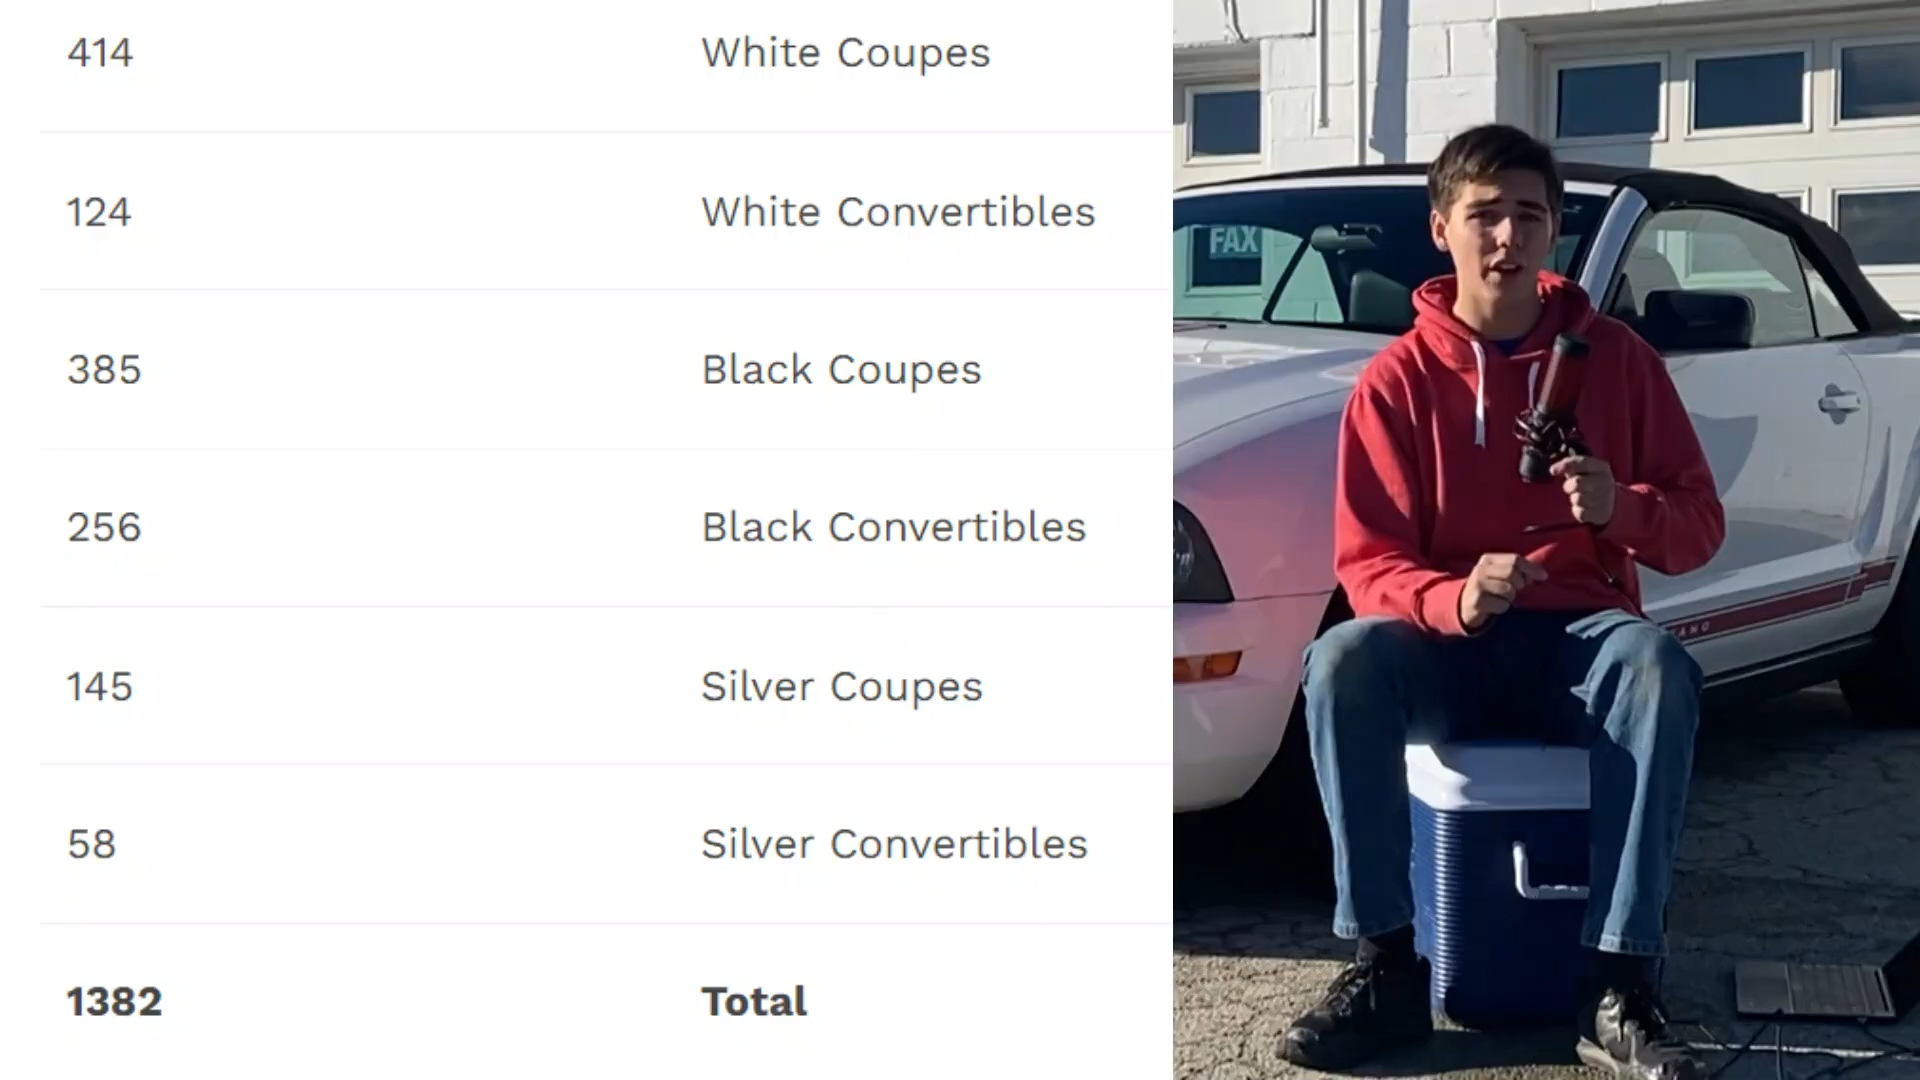 414 White Coupes
124 White Convertibles
385 Black Coupes
256 Black Convertibles
145 Silver Coupes
58 Silver Convertibles
1382 Total
FAX